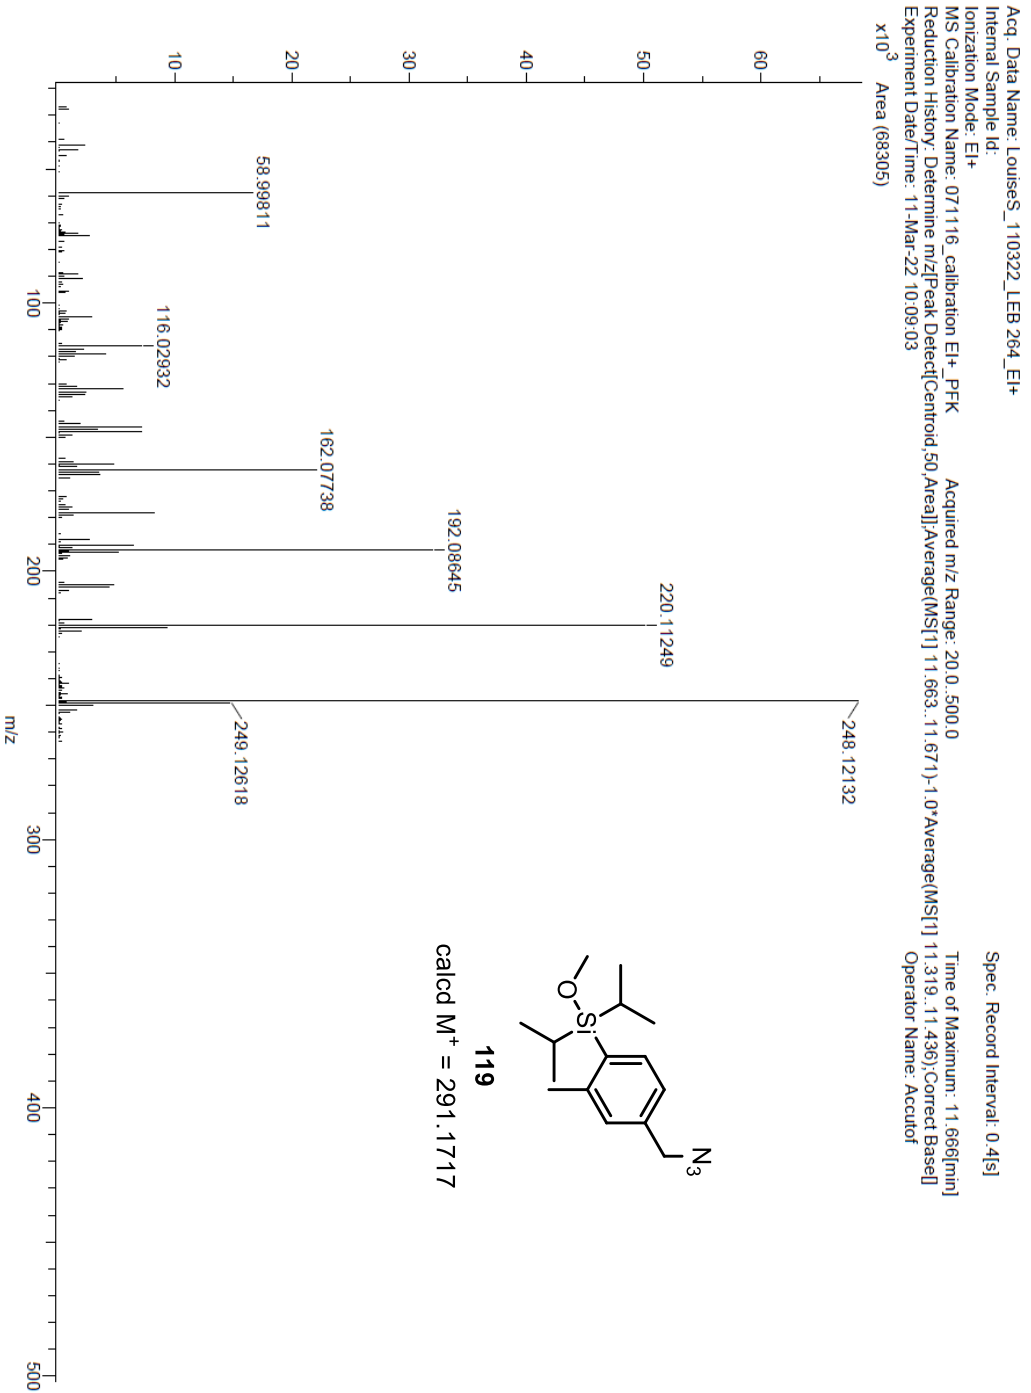 Acq. Data Name: LouiseS_110322_LEB 264_EI+
Internal Sample Id: Spec. Record Interval: 0.4[s]
Ionization Mode: EI+
MS Calibration Name: 071116_calibration EI+_PFK Acquired m/z Range: 20.0..500.0 Time of Maximum: 11.666[min]
Reduction History: Determine m/z[Peak Detect[Centroid,50,Area]];Average(MS[1] 11.663..11.671)-1.0*Average(MS[1] 11.319..11.436);Correct Base[]
Experiment Date/Time: 11-Mar-22 10:09:03 Operator Name: Accutof
x10³ Area (68305)
248.12132
60
220.11249
50
40
192.08645
30
162.07738
20
58.99811
249.12618
116.02932
10
100 200 300 400 500
m/z
N3
O
Si
119
calcd M+ = 291.1717